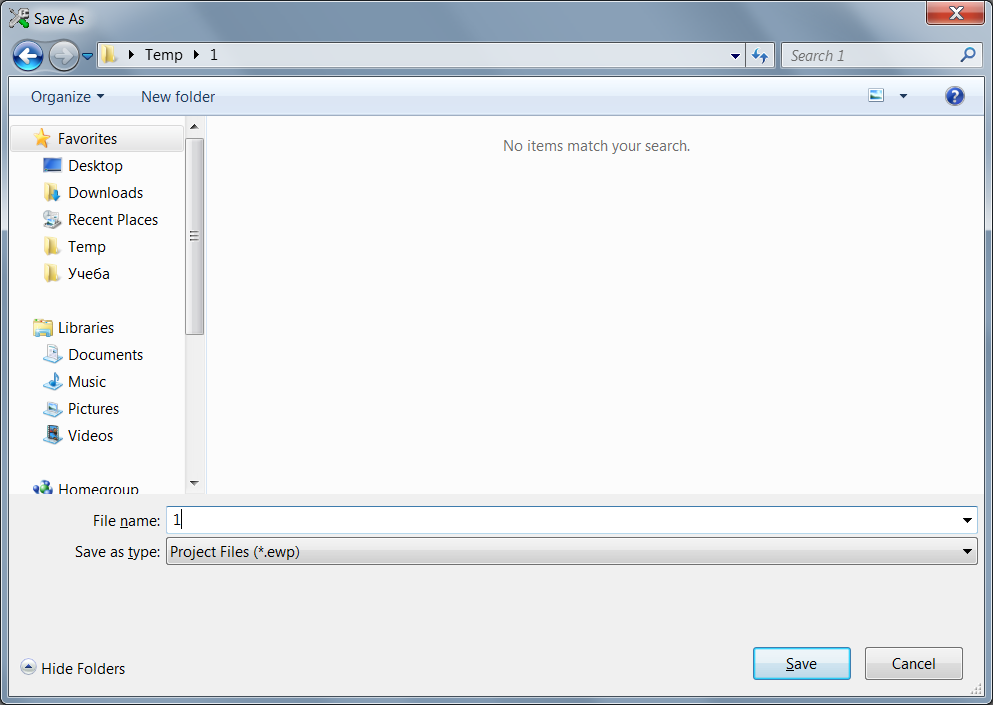 Save As
Temp 1
Search 1
Organize New folder
Favorites
Desktop
Downloads
Recent Places
Temp
Учеба
Libraries
Documents
Music
Pictures
Videos
Homegroup
No items match your search.
File name: 1
Save as type: Project Files (*.ewp)
Hide Folders
Save Cancel